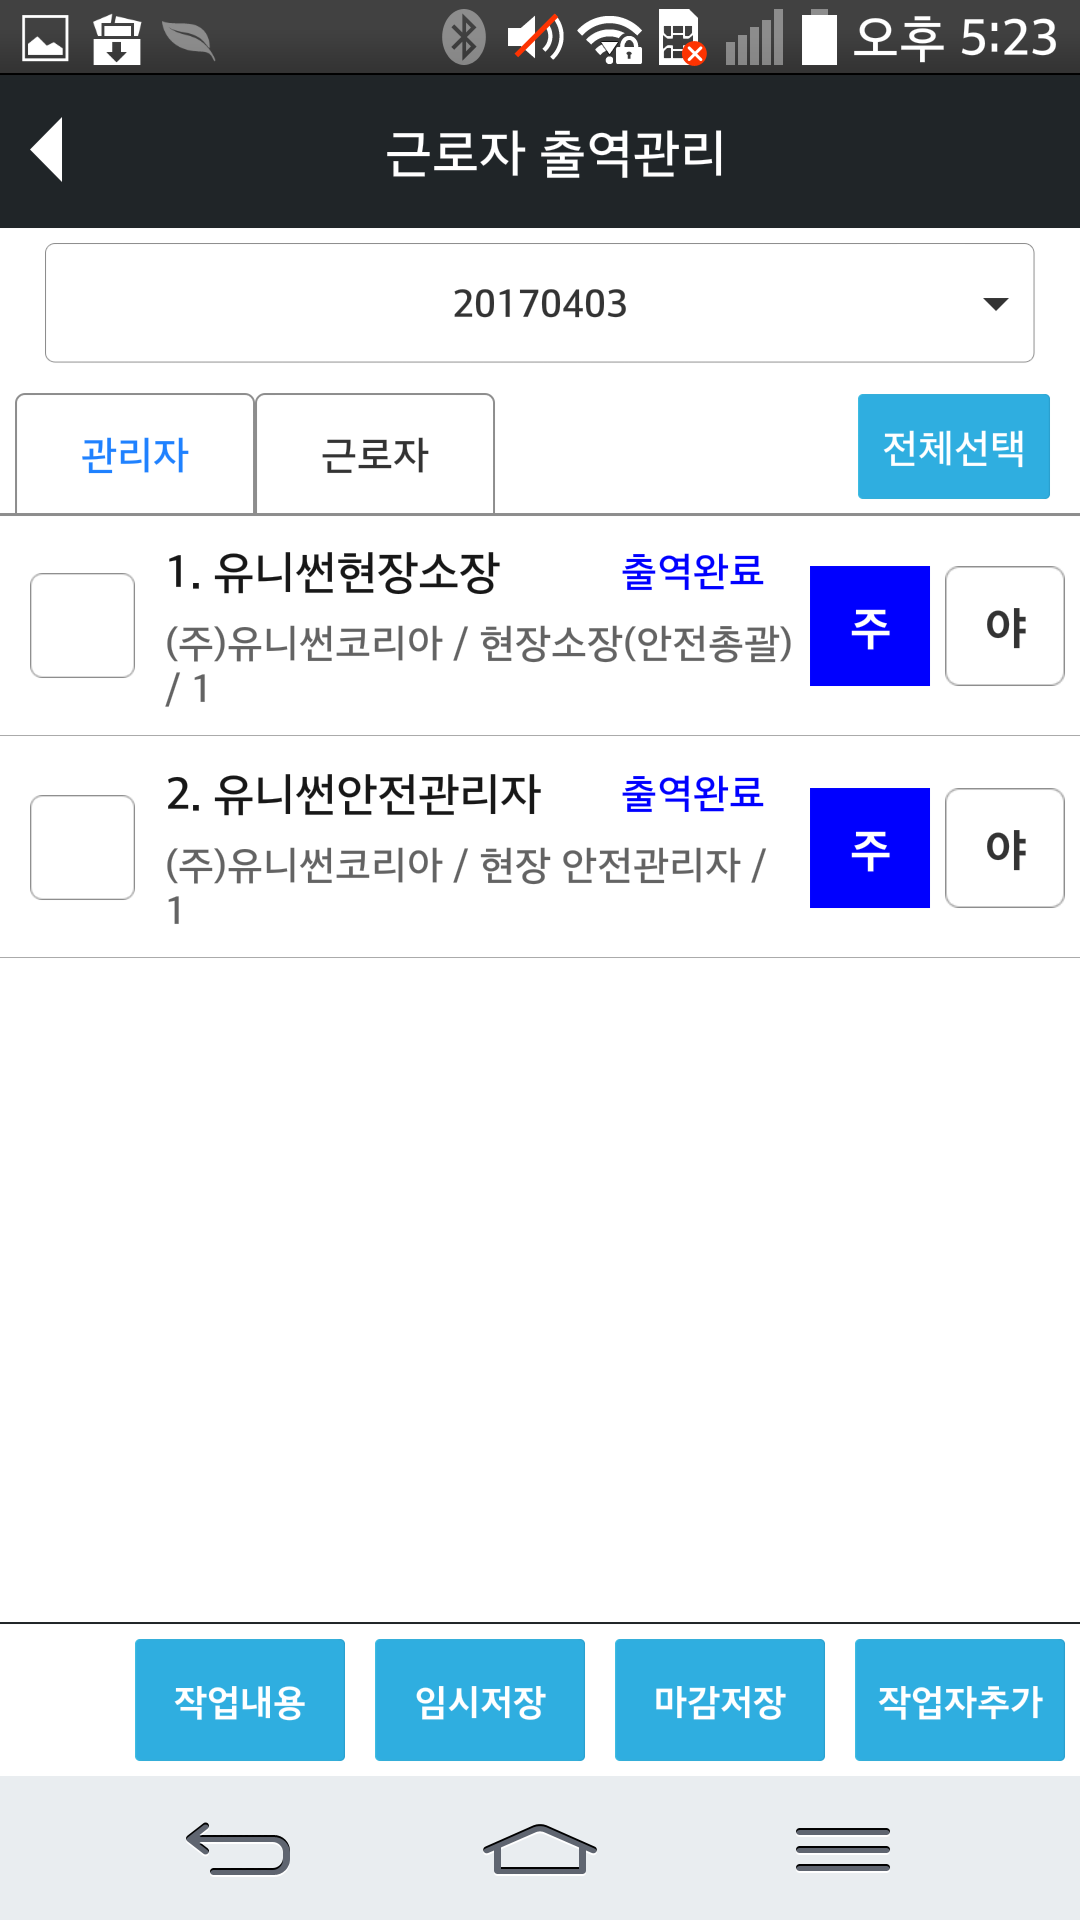 오후 5:23
근로자 출역관리
20170403
관리자 근로자 전체선택
1. 유니썬현장소장 출역완료 주 야
(주)유니썬코리아 / 현장소장(안전총괄)
/ 1
2. 유니썬안전관리자 출역완료 주 야
(주)유니썬코리아 / 현장 안전관리자 /
1
작업내용 임시저장 마감저장 작업자추가